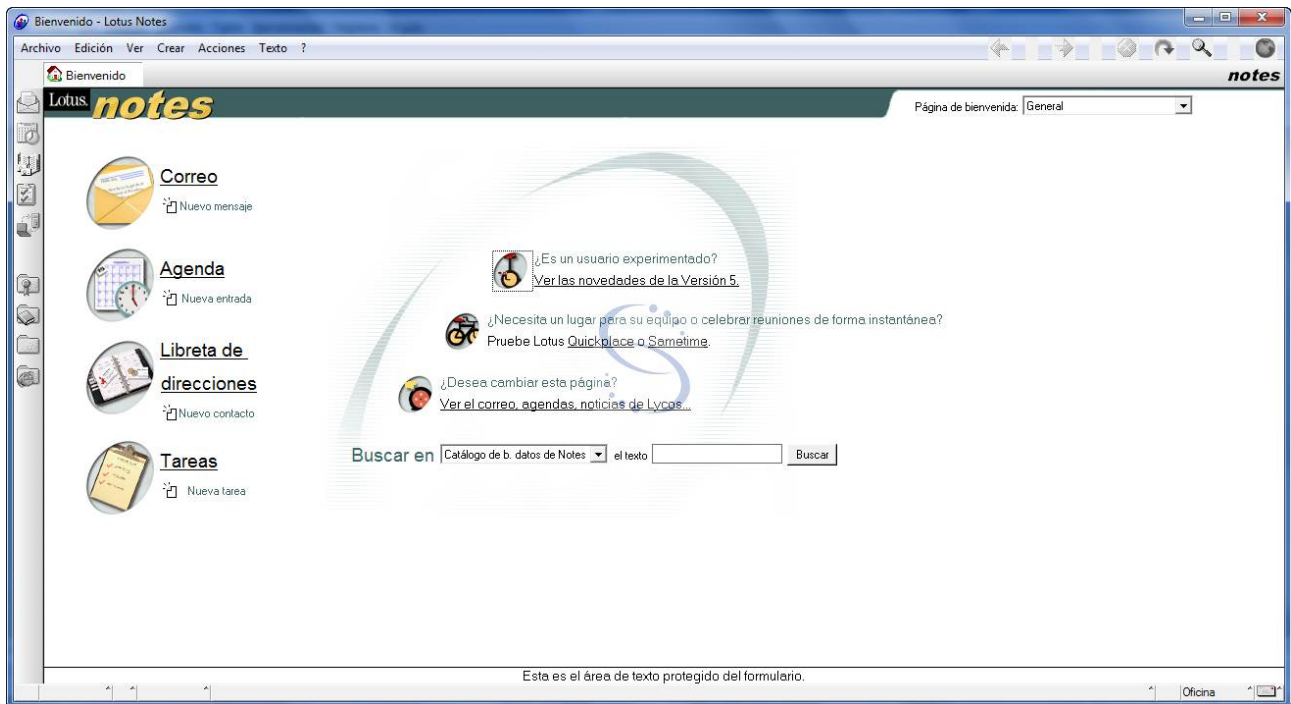 Bienvenido - Lotus Notes
Archivo Edición Ver Crear Acciones Texto ?
Bienvenido
notes
Lotus. notes
Página de bienvenida: General
Correo
Nuevo mensaje
Agenda
Nueva entrada
Libreta de
direcciones
Nuevo contacto
Tareas
Nueva tarea
¿Es un usuario experimentado?
Ver las novedades de la Versión 5.
¿Necesita un lugar para su equipo o celebrar reuniones de forma instantánea?
Pruebe Lotus Quickplace o Sametime.
¿Desea cambiar esta página?
Ver el correo, agendas, noticias de Lycos...
Buscar en Catálogo de b. datos de Notes el texto Buscar
Esta es el área de texto protegido del formulario.
Oficina